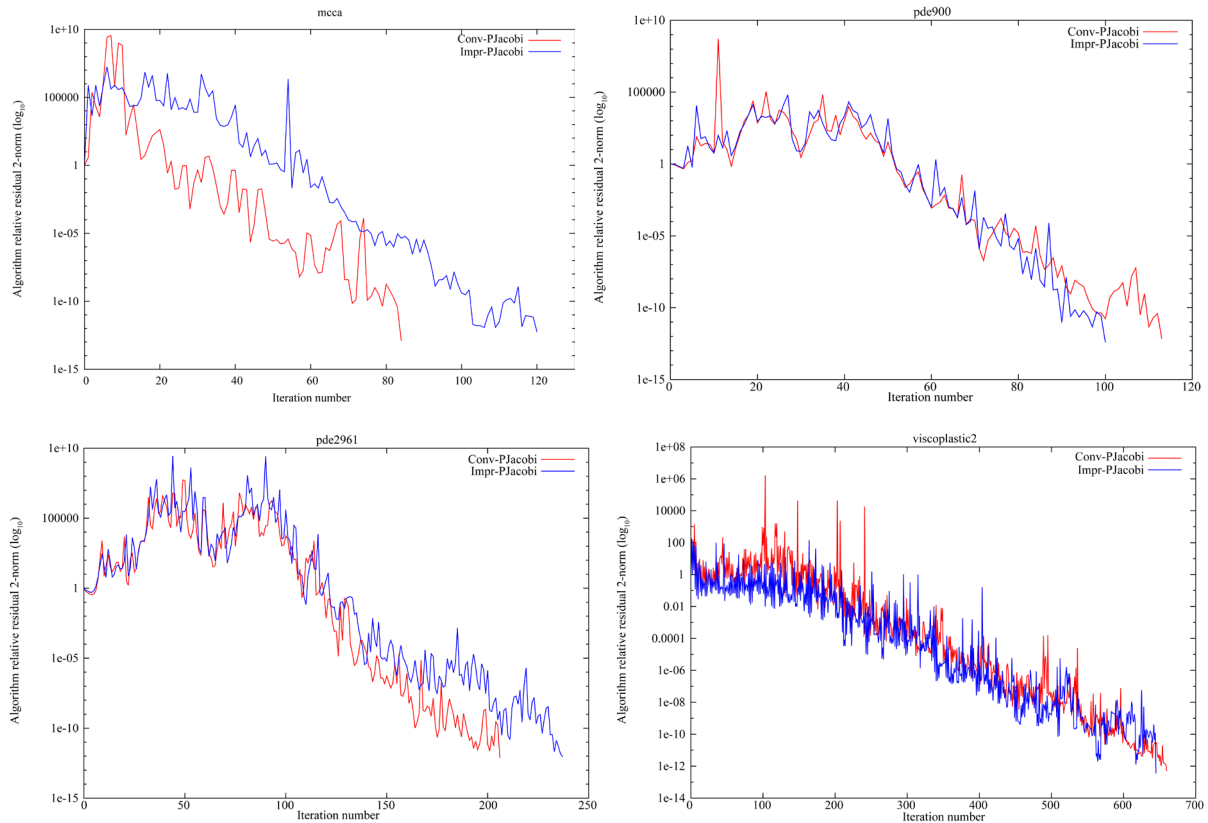 mcca
1e+10
100000
1
1e-05
1e-10
1e-15
0
20
40
60
80
100
120
Iteration number
Algorithm relative residual 2-norm (log10)
Conv-PJacobi
Impr-PJacobi
pde900
1e+10
100000
1
1e-05
1e-10
1e-15
0
20
40
60
80
100
120
Iteration number
Algorithm relative residual 2-norm (log10)
Conv-PJacobi
Impr-PJacobi
pde2961
1e+10
100000
1
1e-05
1e-10
1e-15
0
50
100
150
200
250
Iteration number
Algorithm relative residual 2-norm (log10)
Conv-PJacobi
Impr-PJacobi
viscoplastic2
1e+08
1e+06
10000
100
1
0.01
0.0001
1e-06
1e-08
1e-10
1e-12
1e-14
0
100
200
300
400
500
600
700
Iteration number
Algorithm relative residual 2-norm (log10)
Conv-PJacobi
Impr-PJacobi